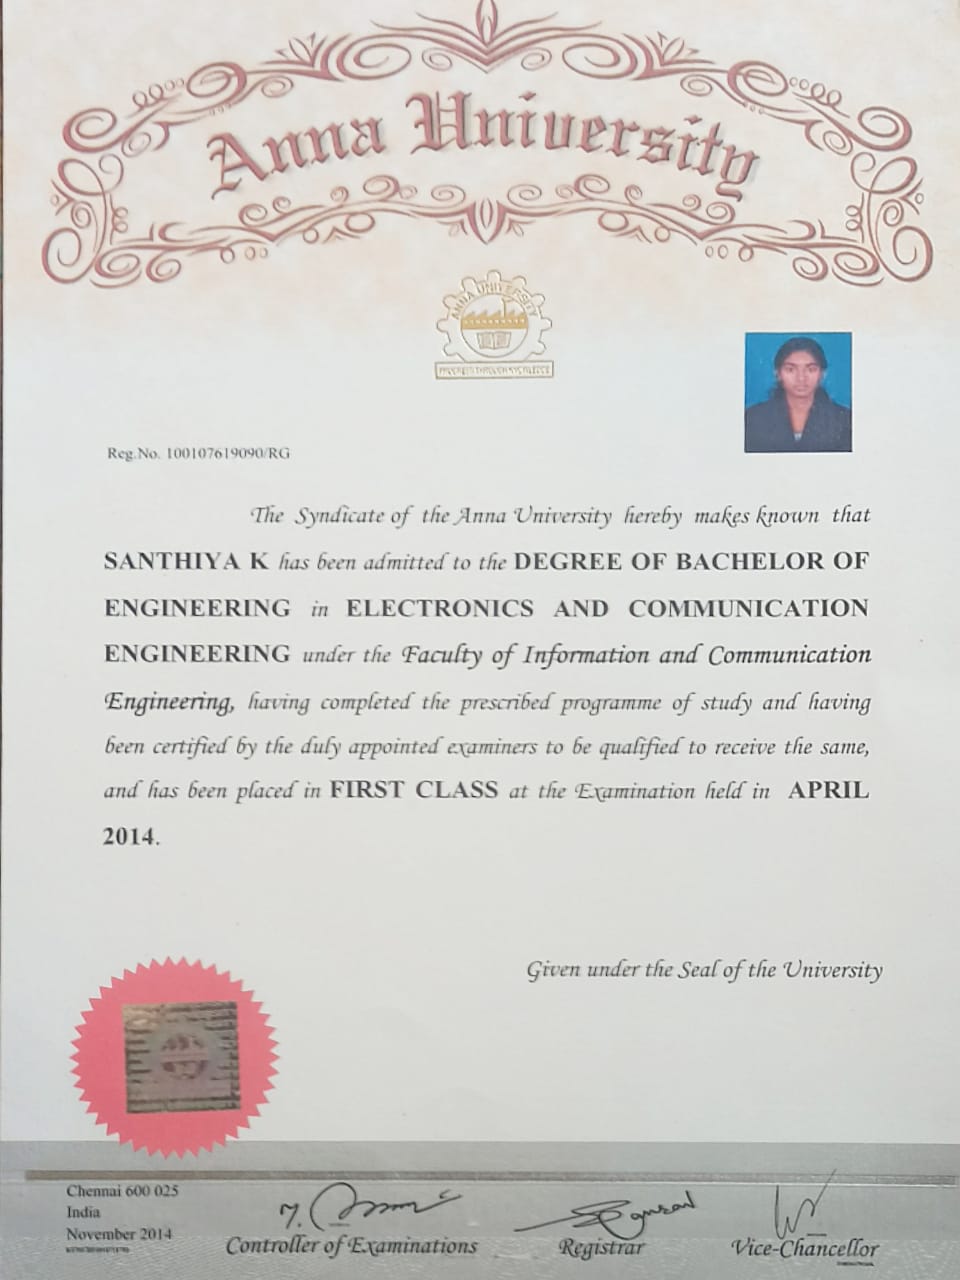 Anna University
ANNA UNIVERSITY
PROGRESS THROUGH KNOWLEDGE
Reg.No. 100107619090/RG
The Syndicate of the Anna University hereby makes known that
SANTHIYA K has been admitted to the DEGREE OF BACHELOR OF
ENGINEERING in ELECTRONICS AND COMMUNICATION
ENGINEERING under the Faculty of Information and Communication
Engineering, having completed the prescribed programme of study and having
been certified by the duly appointed examiners to be qualified to receive the same,
and has been placed in FIRST CLASS at the Examination held in APRIL
2014.
Given under the Seal of the University
Chennai 600 025
India
November 2014
Controller of Examinations
Registrar
Vice-Chancellor